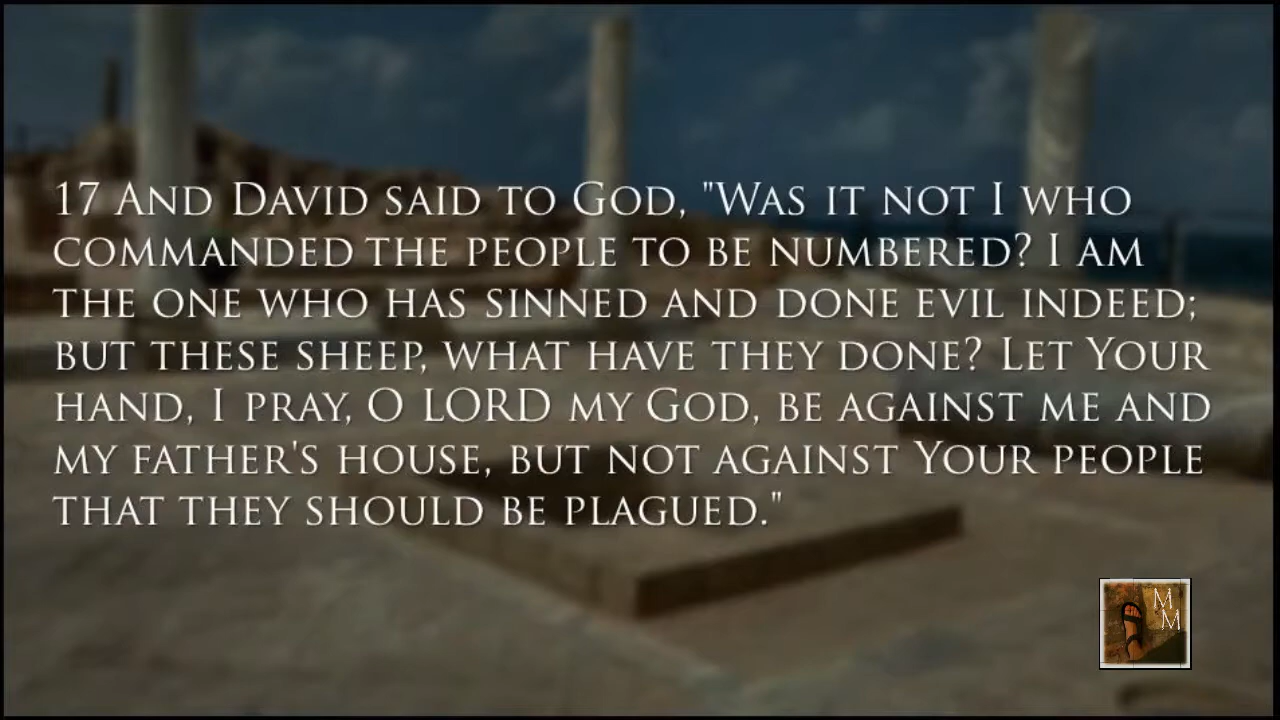 17 And David said to God, "Was it not I who
commanded the people to be numbered? I am
the one who has sinned and done evil indeed;
but these sheep, what have they done? Let Your
hand, I pray, O LORD my God, be against me and
my father's house, but not against Your people
that they should be plagued."
M
M